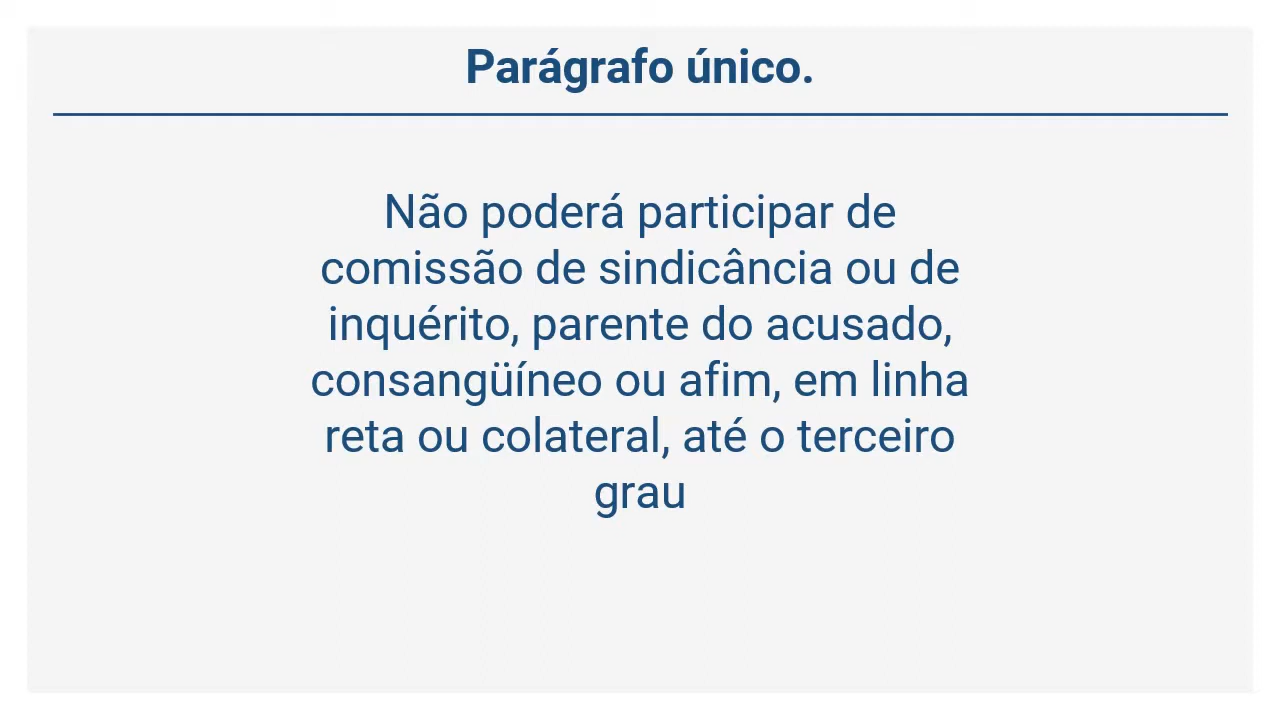 Parágrafo único.
Não poderá participar de
comissão de sindicância ou de
inquérito, parente do acusado,
consangüíneo ou afim, em linha
reta ou colateral, até o terceiro
grau